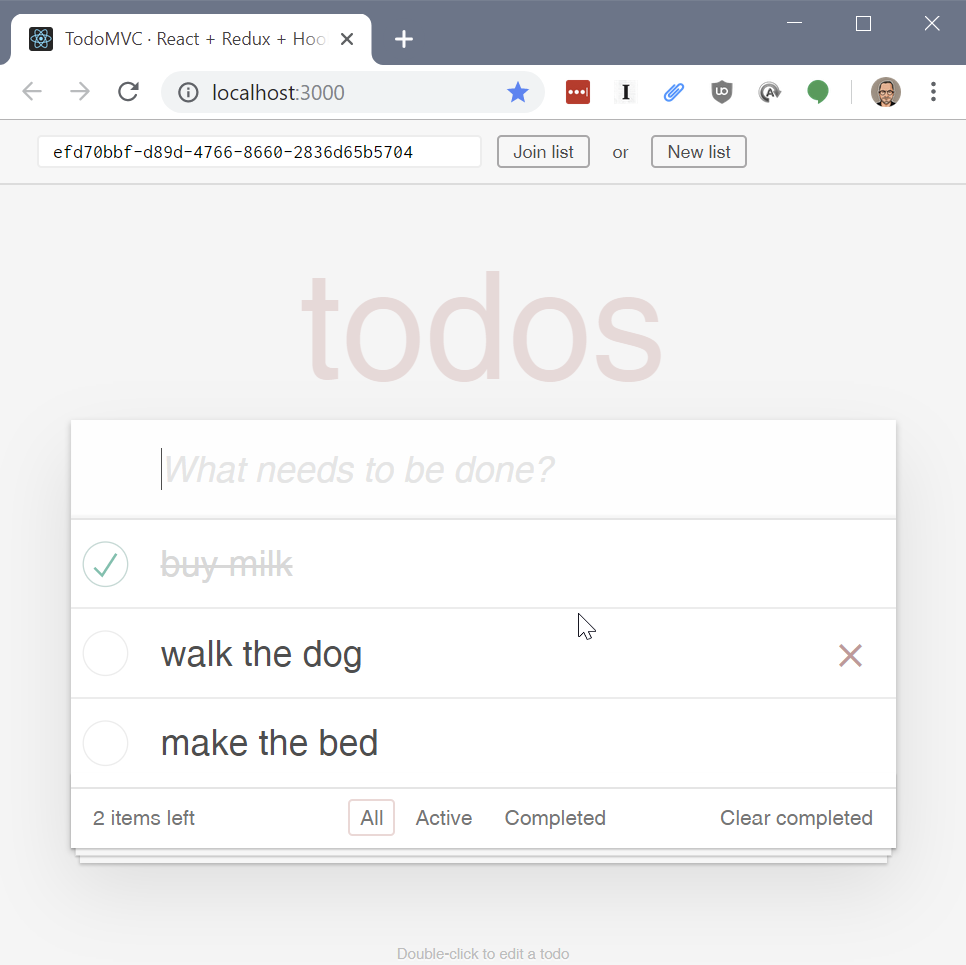 TodoMVC · React + Redux + Hoo
localhost:3000
efd70bbf-d89d-4766-8660-2836d65b5704 Join list or New list
todos
What needs to be done?
buy milk
walk the dog
make the bed
2 items left All Active Completed Clear completed
Double-click to edit a todo